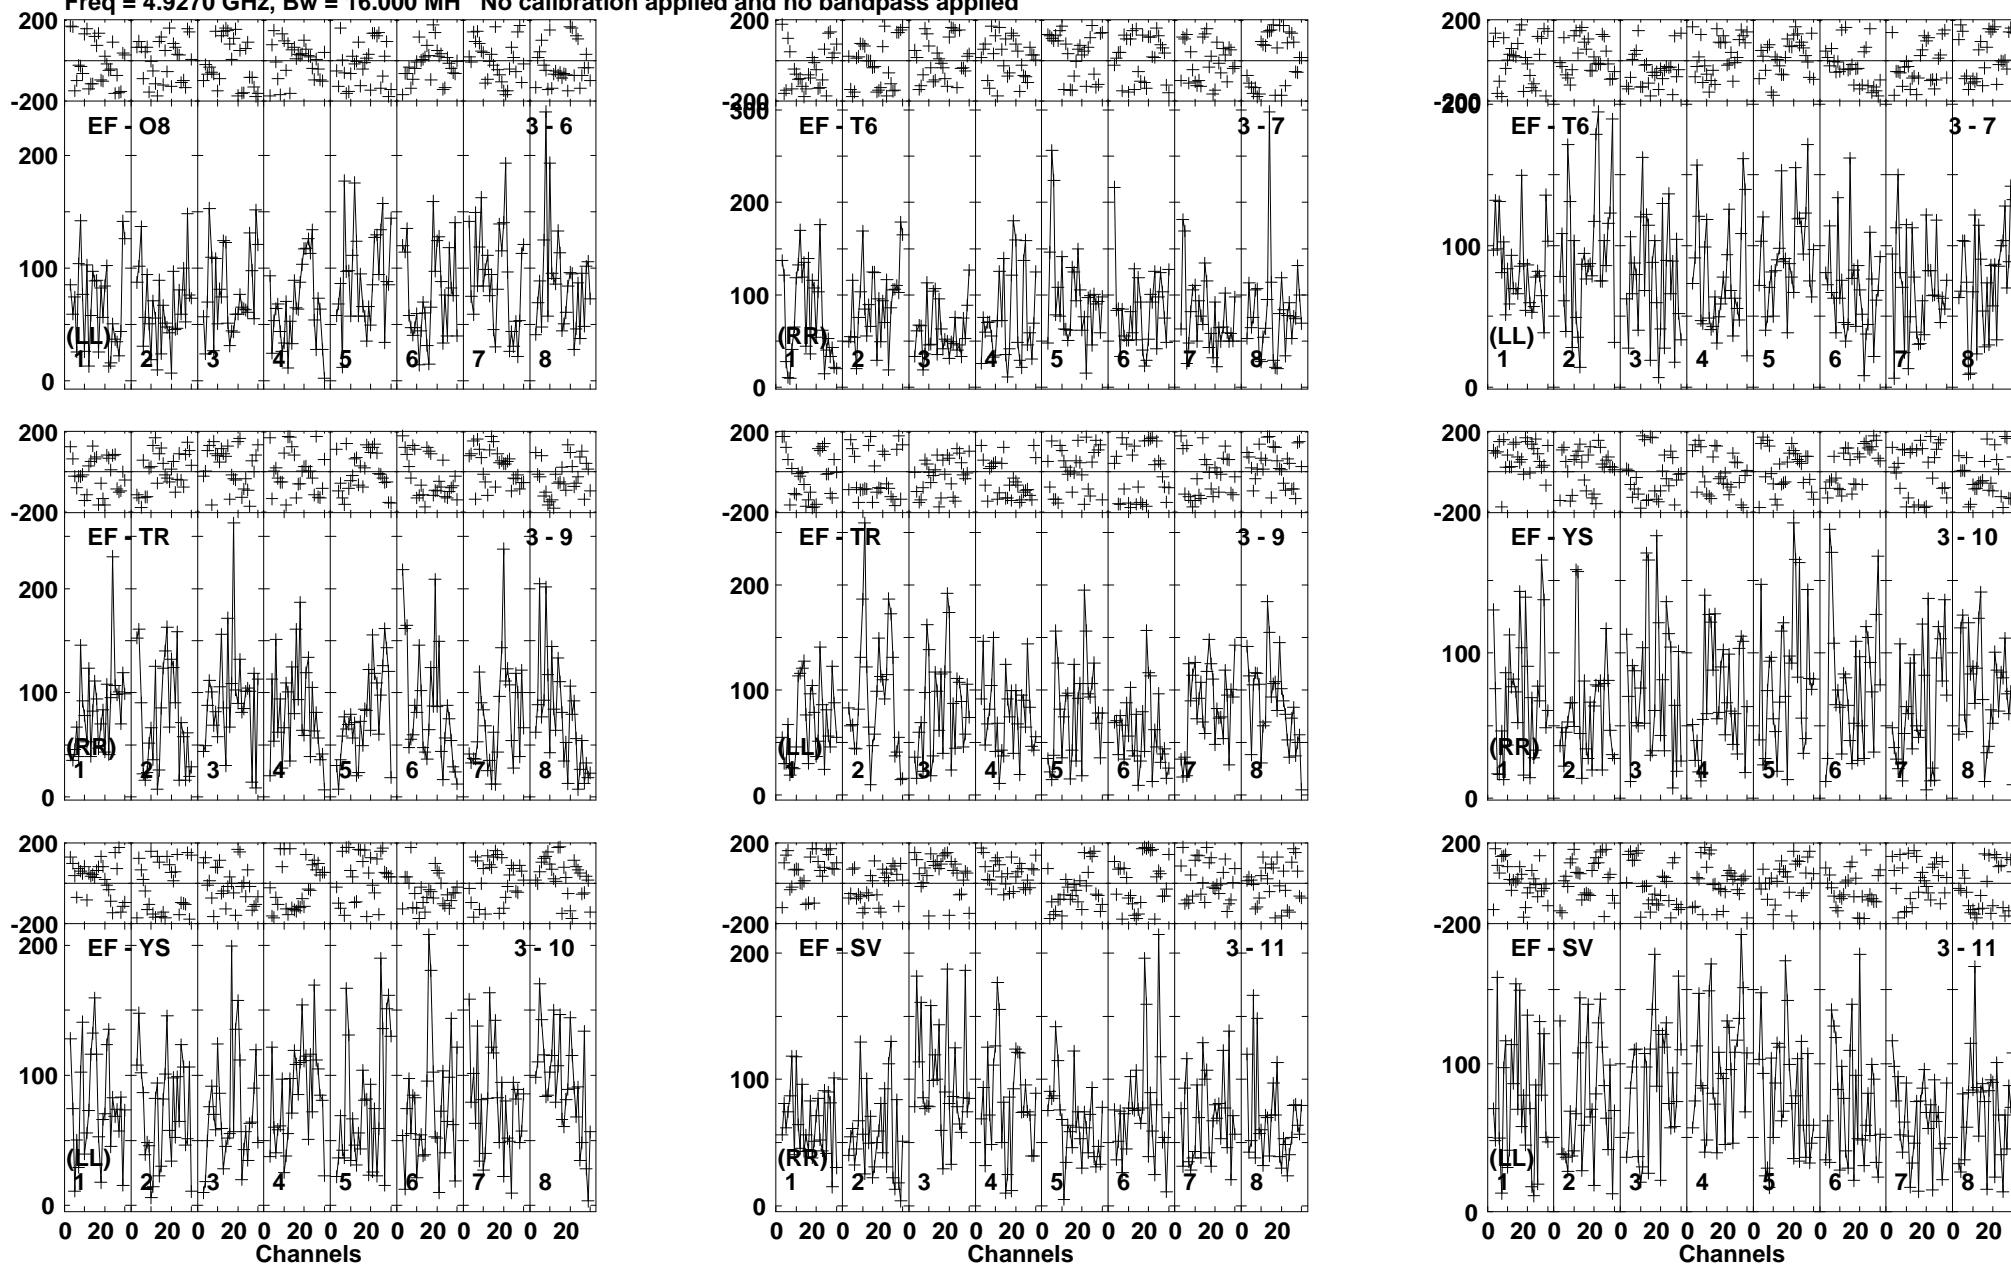 Freq = 4.9270 GHz, Bw = 16.000 MH No calibration applied and no bandpass applied
200 200 200
-200 -200 -200
300 200
EF - O8 3 - 6 EF - T6 3 - 7 EF - T6 3 - 7
200 200 100
100 100
(LL) (RR) (LL)
1 2 3 4 5 6 7 8 1 2 3 4 5 6 7 8 1 2 3 4 5 6 7 8
0 0 0
200 200 200
-200 -200 -200
EF - TR 3 - 9 EF - TR 3 - 9 EF - YS 3 - 10
200 200 100
100 100
(RR) (LL) (RR)
1 2 3 4 5 6 7 8 1 2 3 4 5 6 7 8 1 2 3 4 5 6 7 8
0 0 0
200 200 200
-200 -200 -200
EF - YS 3 - 10 EF - SV 3 - 11 EF - SV 3 - 11
200 200 100
100 100
(LL) (RR) (LL)
1 2 3 4 5 6 7 8 1 2 3 4 5 6 7 8 1 2 3 4 5 6 7 8
0 0 0
0 20 0 20 0 20 0 20 0 20 0 20 0 20 0 20 0 20 0 20 0 20 0 20 0 20 0 20 0 20 0 20 0 20 0 20 0 20 0 20 0 20 0 20 0 20 0 20
Channels Channels Channels